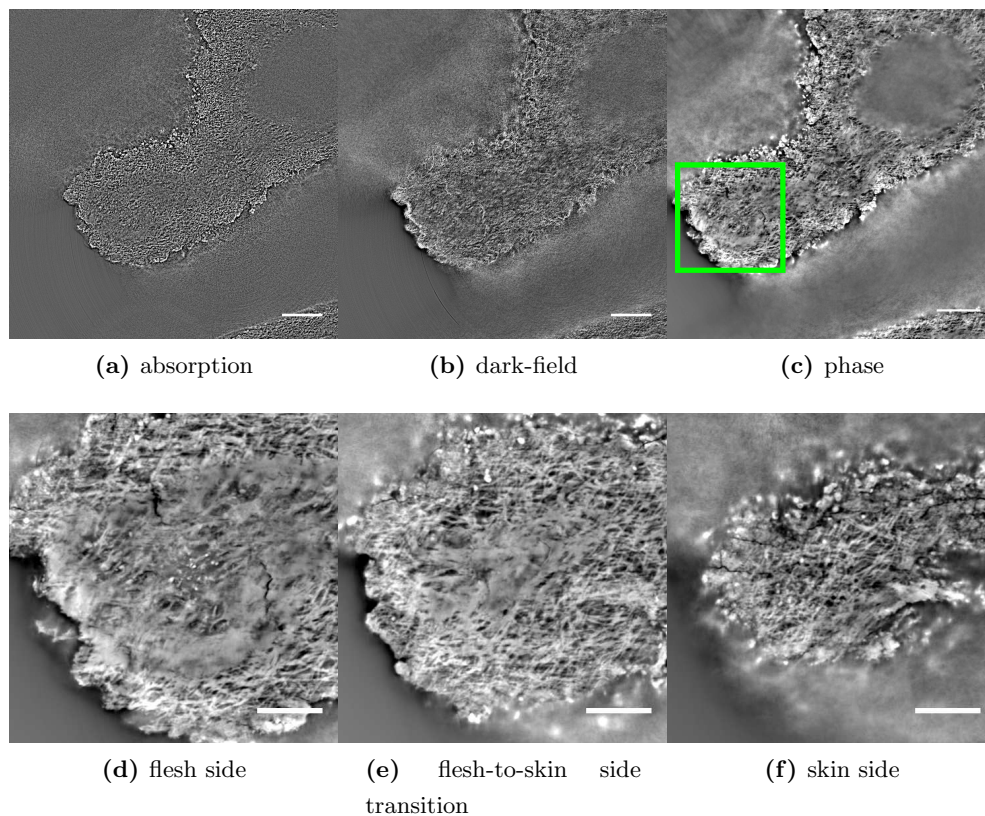 (a) absorption
(b) dark-field
(c) phase
(d) flesh side
(e) flesh-to-skin side
transition
(f) skin side